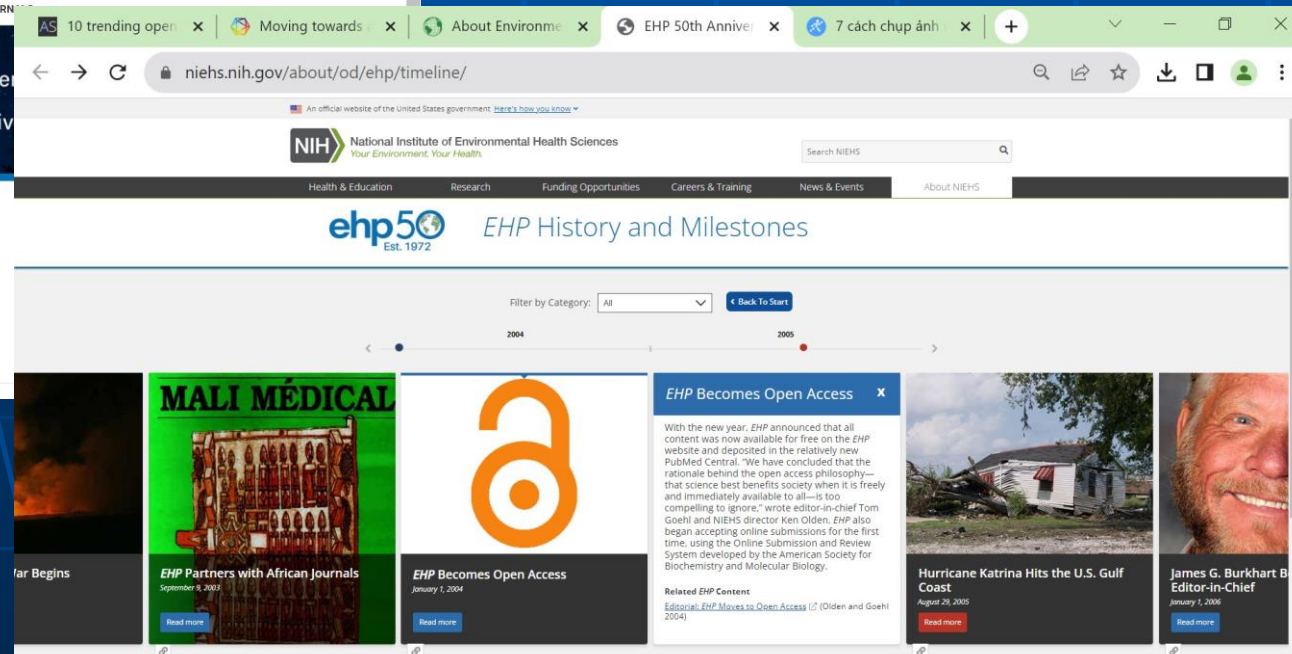 10 trending open
Moving towards
About Environme
EHP 50th Anniver
7 cách chụp ảnh
niehs.nih.gov/about/od/ehp/timeline/
An official website of the United States government Here's how you know
NIH
National Institute of Environmental Health Sciences
Your Environment. Your Health.
Search NIEHS
Health & Education Research Funding Opportunities Careers & Training News & Events About NIEHS
ehp50
Est. 1972
EHP History and Milestones
Filter by Category: All
Back To Start
2004 2005
ar Begins
MALI MÉDICAL
EHP Partners with African Journals
September 9, 2003
Read more
EHP Becomes Open Access
January 1, 2004
Read more
EHP Becomes Open Access X
With the new year, EHP announced that all
content was now available for free on the EHP
website and deposited in the relatively new
PubMed Central. "We have concluded that the
rationale behind the open access philosophy—
that science best benefits society when it is freely
and immediately available to all—is too
compelling to ignore," wrote editor-in-chief Tom
Goehl and NIEHS director Ken Olden. EHP also
began accepting online submissions for the first
time, using the Online Submission and Review
System developed by the American Society for
Biochemistry and Molecular Biology.
Related EHP Content
Editorial: EHP Moves to Open Access (Olden and Goehl
2004)
Hurricane Katrina Hits the U.S. Gulf
Coast
August 29, 2005
Read more
James G. Burkhart B
Editor-in-Chief
January 1, 2006
Read more